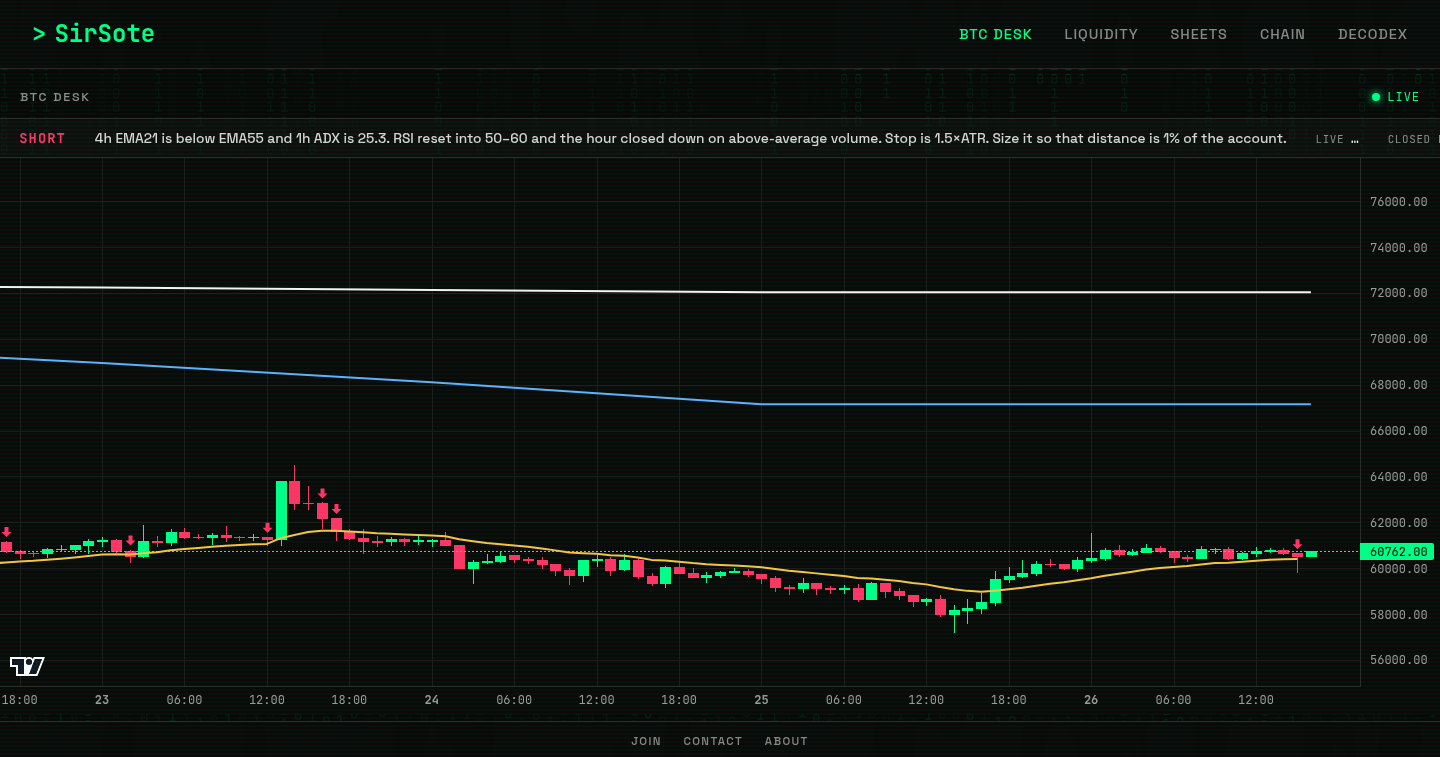 > SirSote
BTC DESK LIQUIDITY SHEETS CHAIN DECODEX
BTC DESK
LIVE
SHORT 4h EMA21 is below EMA55 and 1h ADX is 25.3. RSI reset into 50–60 and the hour closed down on above-average volume. Stop is 1.5×ATR. Size it so that distance is 1% of the account. LIVE … CLOSED
76000.00
74000.00
72000.00
70000.00
68000.00
66000.00
64000.00
62000.00
60762.00
60000.00
58000.00
56000.00
18:00 23 06:00 12:00 18:00 24 06:00 12:00 18:00 25 06:00 12:00 18:00 26 06:00 12:00
JOIN CONTACT ABOUT